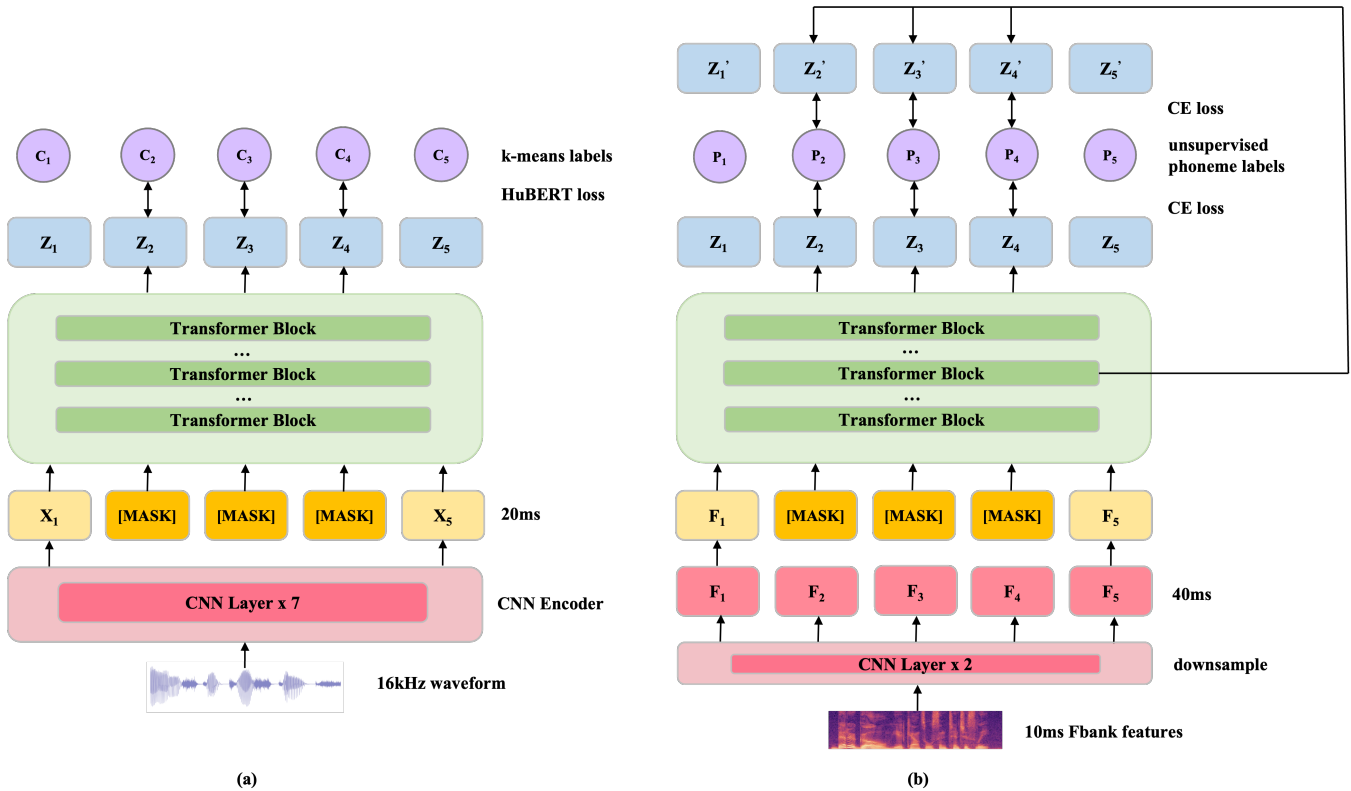 C1 C2 C3 C4 C5 k-means labels
HuBERT loss
Z1 Z2 Z3 Z4 Z5
Transformer Block
...
Transformer Block
...
Transformer Block
X1 [MASK] [MASK] [MASK] X5 20ms
CNN Layer x 7 CNN Encoder
16kHz waveform
(a)
Z1’ Z2’ Z3’ Z4’ Z5’
CE loss
P1 P2 P3 P4 P5 unsupervised
phoneme labels
CE loss
Z1 Z2 Z3 Z4 Z5
Transformer Block
...
Transformer Block
...
Transformer Block
F1 [MASK] [MASK] [MASK] F5
F1 F2 F3 F4 F5 40ms
CNN Layer x 2 downsample
10ms Fbank features
(b)